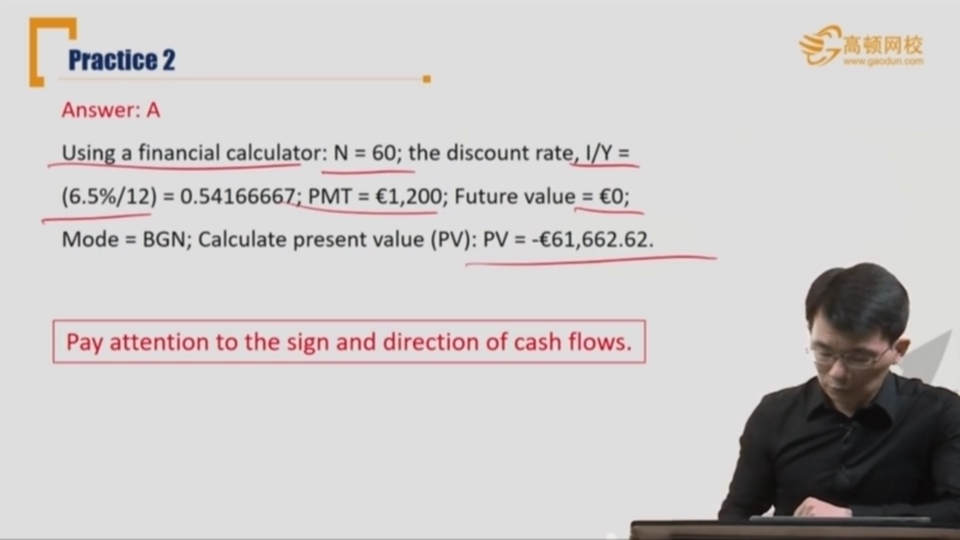 Practice 2
高顿网校
www.gaodun.com
Answer: A
Using a financial calculator: N = 60; the discount rate, I/Y =
(6.5%/12) = 0.54166667; PMT = €1,200; Future value = €0;
Mode = BGN; Calculate present value (PV): PV = -€61,662.62.
Pay attention to the sign and direction of cash flows.